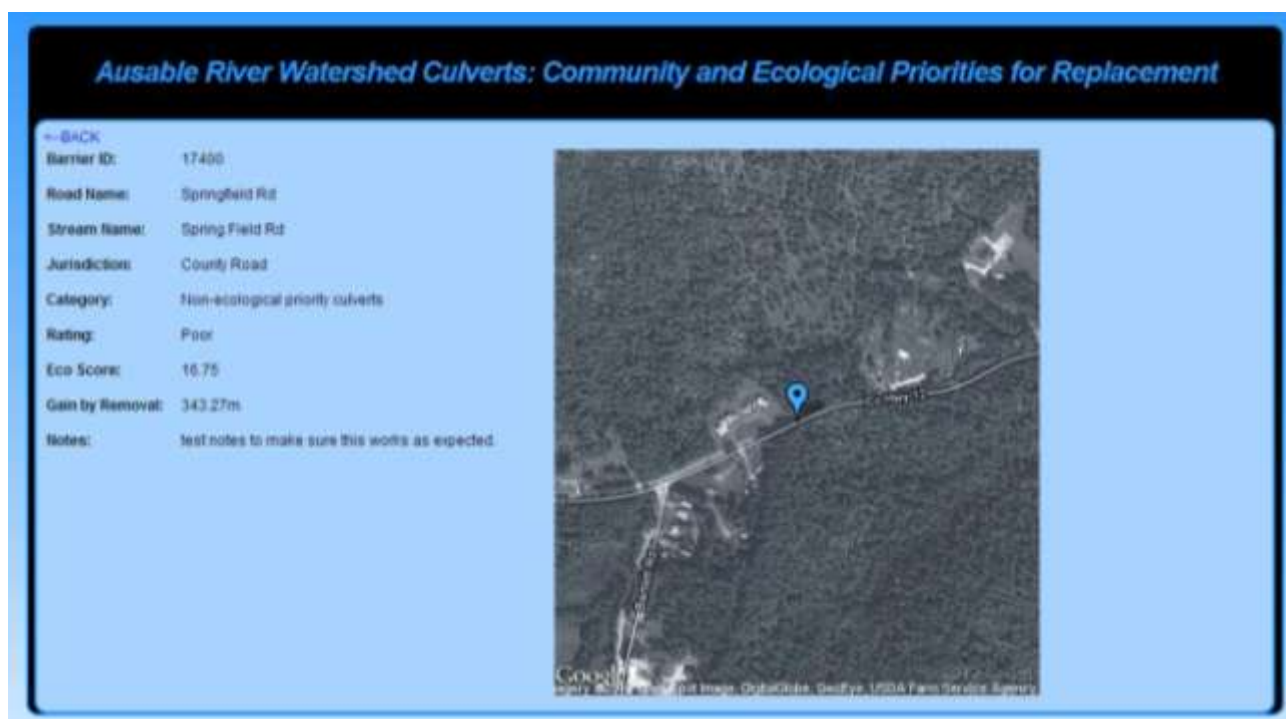 Ausable River Watershed Culverts: Community and Ecological Priorities for Replacement
<--BACK
Barrier ID: 17400
Road Name: Springfield Rd
Stream Name: Spring Field Rd
Jurisdiction: County Road
Category: Non-ecological priority culverts
Rating: Poor
Eco Score: 16.75
Gain by Removal: 343.27m
Notes: test notes to make sure this works as expected.
Google
Image, DigitalGlobe, GeoEye, USDA Farm Service Agency